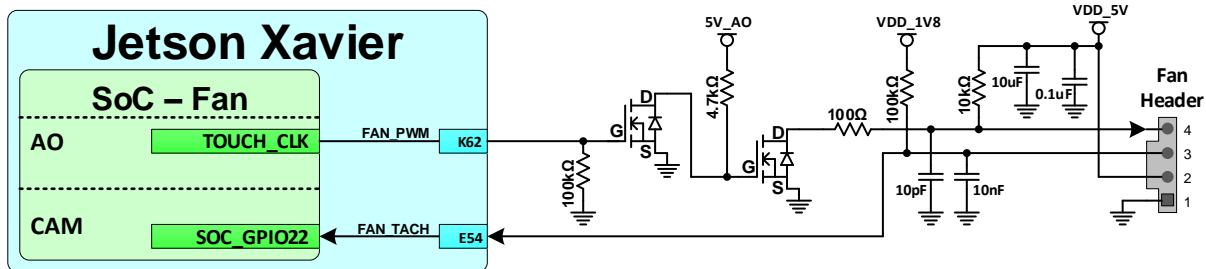 Jetson Xavier
SoC – Fan
AO
TOUCH_CLK
FAN_PWM
K62
CAM
SOC_GPIO22
FAN_TACH
E54
100kΩ
G
D
S
5V_AO
4.7kΩ
G
D
S
100Ω
VDD_1V8
100kΩ
10kΩ
VDD_5V
10uF
0.1uF
10pF
10nF
Fan
Header
4
3
2
1